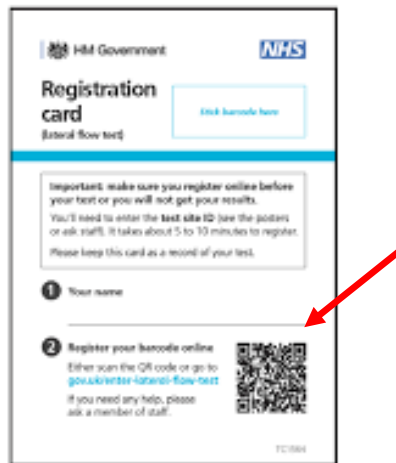 HM Government
NHS
Registration
card
(lateral flow test)
Stick barcode here
Important: make sure you register online before
your test or you will not get your results.
You'll need to enter the test site ID (see the posters
or ask staff). It takes about 5 to 10 minutes to register.
Please keep this card as a record of your test.
1 Your name
2 Register your barcode online
Either scan the QR code or go to
gov.uk/enter-lateral-flow-test
If you need any help, please
ask a member of staff.